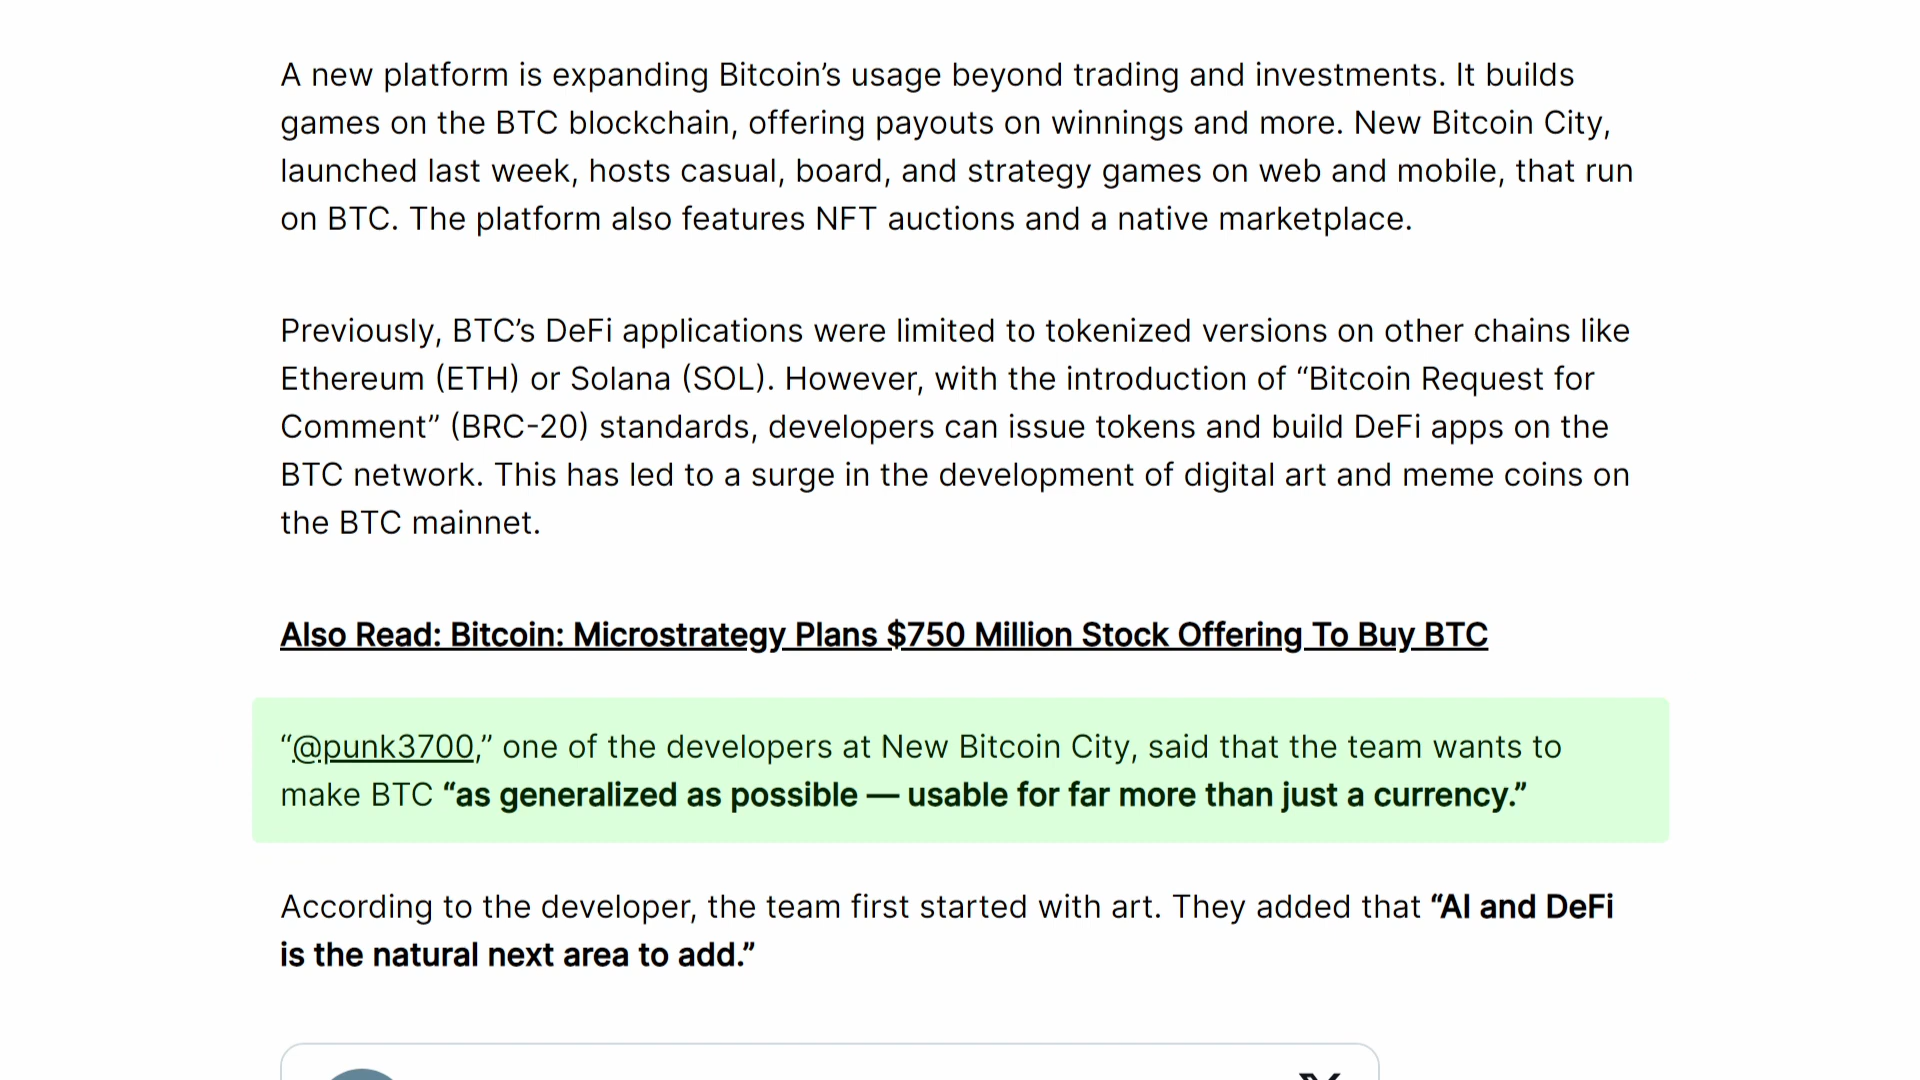 A new platform is expanding Bitcoin’s usage beyond trading and investments. It builds
games on the BTC blockchain, offering payouts on winnings and more. New Bitcoin City,
launched last week, hosts casual, board, and strategy games on web and mobile, that run
on BTC. The platform also features NFT auctions and a native marketplace.
Previously, BTC’s DeFi applications were limited to tokenized versions on other chains like
Ethereum (ETH) or Solana (SOL). However, with the introduction of “Bitcoin Request for
Comment” (BRC-20) standards, developers can issue tokens and build DeFi apps on the
BTC network. This has led to a surge in the development of digital art and meme coins on
the BTC mainnet.
Also Read: Bitcoin: Microstrategy Plans $750 Million Stock Offering To Buy BTC
“@punk3700,” one of the developers at New Bitcoin City, said that the team wants to
make BTC “as generalized as possible — usable for far more than just a currency.”
According to the developer, the team first started with art. They added that “AI and DeFi
is the natural next area to add.”